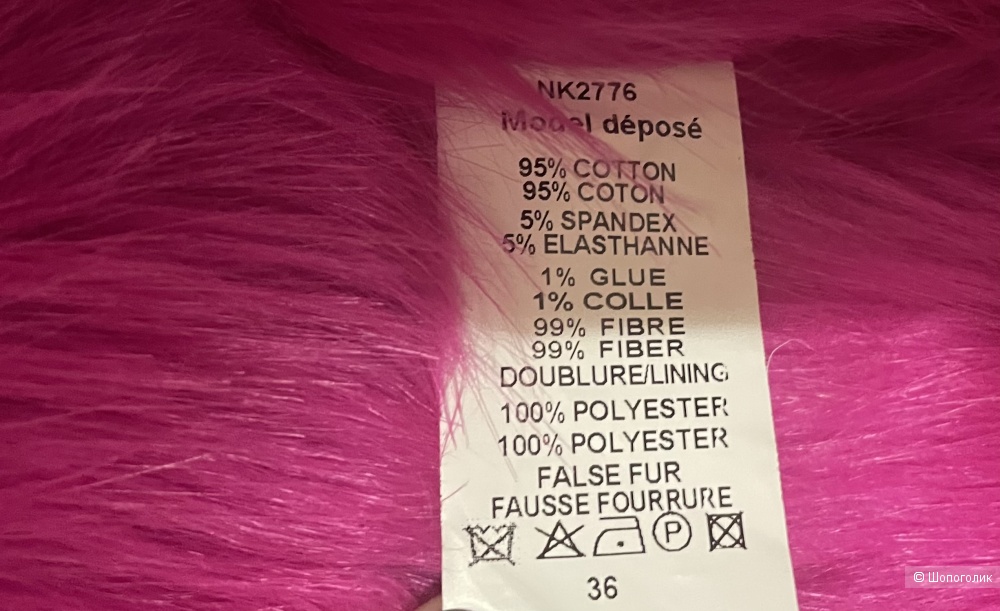 NK2776
Model déposé
95% COTTON
95% COTON
5% SPANDEX
5% ELASTHANNE
1% GLUE
1% COLLE
99% FIBRE
99% FIBER
DOUBLURE/LINING
100% POLYESTER
100% POLYESTER
FALSE FUR
FAUSSE FOURRURE
P
36
© Шопоголик